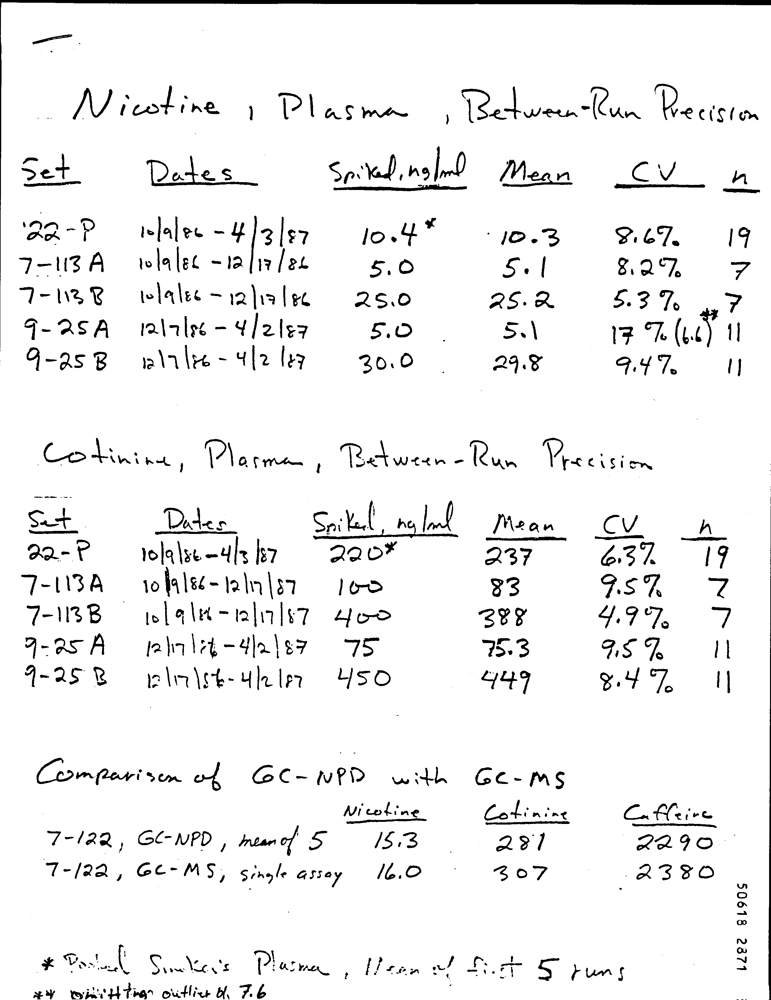 Nicotine, Plasma, Between-Run Precision
Set Dates Spiked, ng/ml Mean CV n
22-P 10/9/86 - 4/3/87 10.4* 10.3 8.6% 19
7-113 A 10/9/86 - 12/17/86 5.0 5.1 8.2% 7
7-113 B 10/9/86 - 12/17/86 25.0 25.2 5.3% 7
9-25 A 12/7/86 - 4/2/87 5.0 5.1 17% (6.6)** 11
9-25 B 12/7/86 - 4/2/87 30.0 29.8 9.4% 11
Cotinine, Plasma, Between-Run Precision
Set Dates Spiked, ng/ml Mean CV n
22-P 10/9/86 - 4/3/87 220* 237 6.3% 19
7-113 A 10/9/86 - 12/17/87 100 83 9.5% 7
7-113 B 10/9/86 - 12/17/87 400 388 4.9% 7
9-25 A 12/17/86 - 4/2/87 75 75.3 9.5% 11
9-25 B 12/17/86 - 4/2/87 450 449 8.4% 11
Comparison of GC-NPD with GC-MS
Nicotine Cotinine Caffeine
7-122, GC-NPD, mean of 5 15.3 281 2290
7-122, GC-MS, single assay 16.0 307 2380
* Pooled Smoker's Plasma, Mean of first 5 runs
** omitting outlier of 7.6
50618 2871